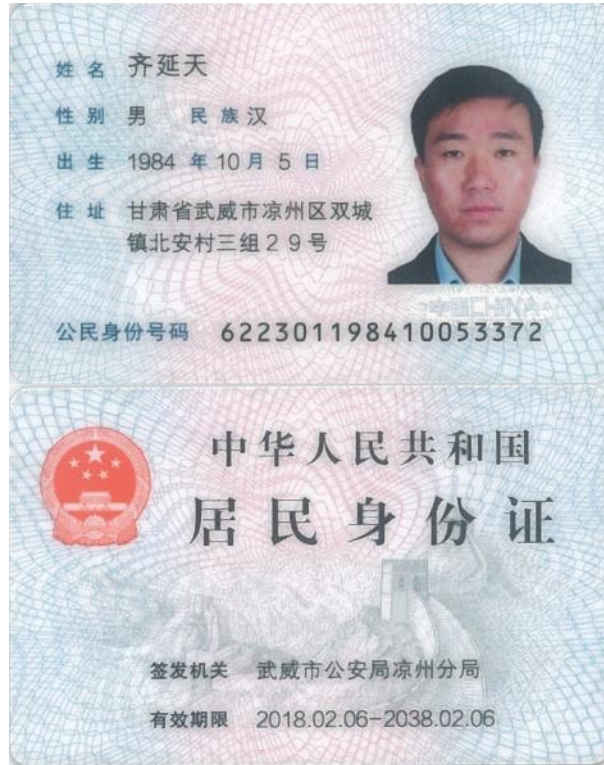 姓名 齐延天
性别 男 民族 汉
出生 1984 年 10 月 5 日
住址 甘肃省武威市凉州区双城
镇北安村三组29号
公民身份号码 622301198410053372
中华人民共和国
居民身份证
签发机关 武威市公安局凉州分局
有效期限 2018.02.06-2038.02.06